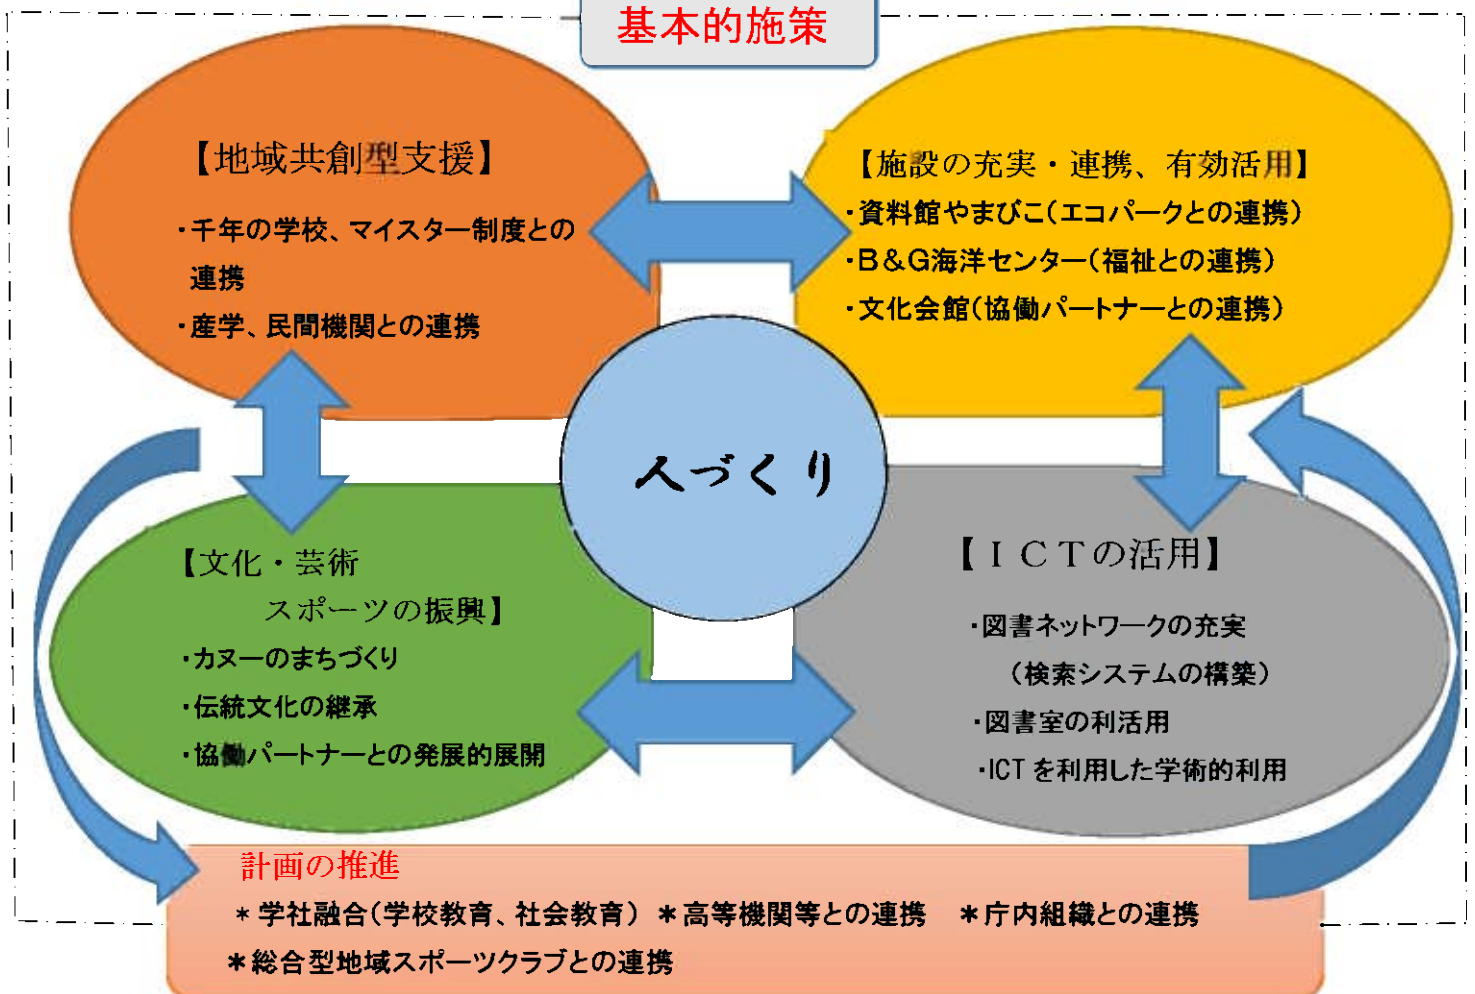 基本的施策
【地域共創型支援】
・千年の学校、マイスター制度との
連携
・産学、民間機関との連携
【施設の充実・連携、有効活用】
・資料館やまびこ(エコパークとの連携)
・B&G海洋センター(福祉との連携)
・文化会館(協働パートナーとの連携)
人づくり
【文化・芸術
スポーツの振興】
・カヌーのまちづくり
・伝統文化の継承
・協働パートナーとの発展的展開
【ICTの活用】
・図書ネットワークの充実
(検索システムの構築)
・図書室の利活用
・ICTを利用した学術的利用
計画の推進
*学社融合(学校教育、社会教育) *高等機関等との連携 *庁内組織との連携
*総合型地域スポーツクラブとの連携